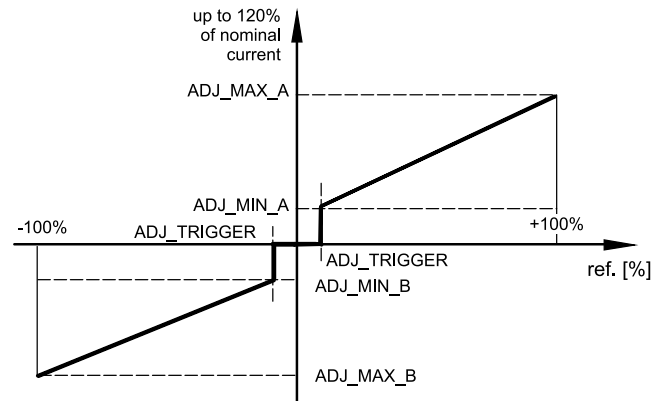 up to 120%
of nominal
current
ADJ_MAX_A
ADJ_MIN_A
-100%
ADJ_TRIGGER
+100%
ADJ_TRIGGER
ref. [%]
ADJ_MIN_B
ADJ_MAX_B